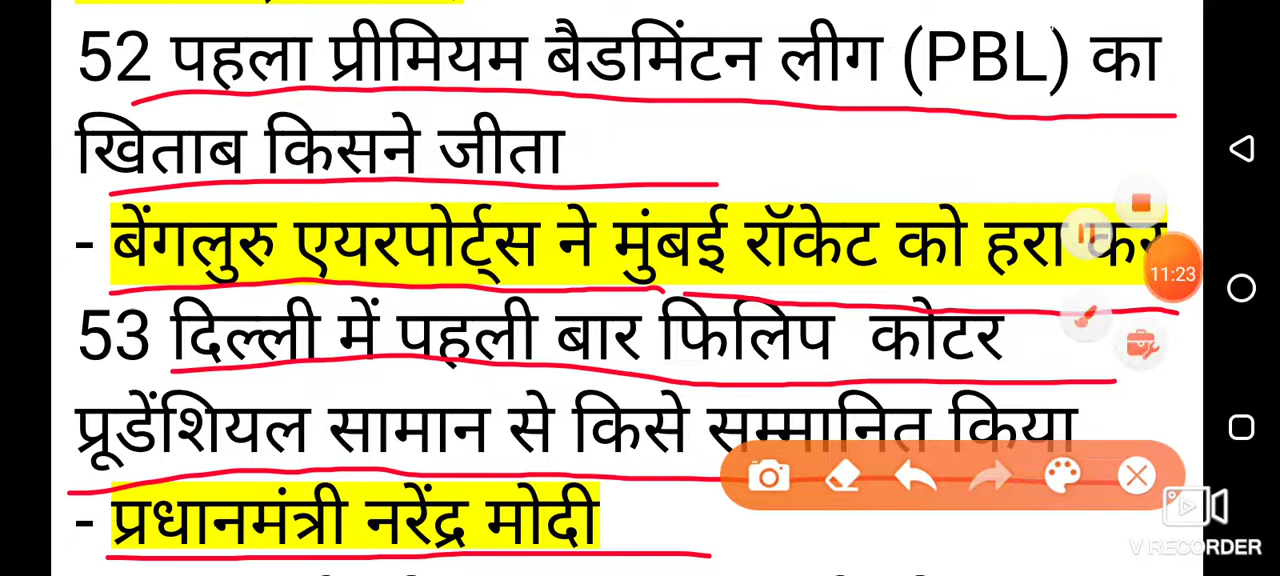 52 पहला प्रीमियम बैडमिंटन लीग (PBL) का
खिताब किसने जीता
- बेंगलुरु एयरपोर्ट्स ने मुंबई रॉकेट को हरा कर
11:23
53 दिल्ली में पहली बार फिलिप कोटर
प्रूडेंशियल सामान से किसे सम्मानित किया
- प्रधानमंत्री नरेंद्र मोदी
V RECORDER